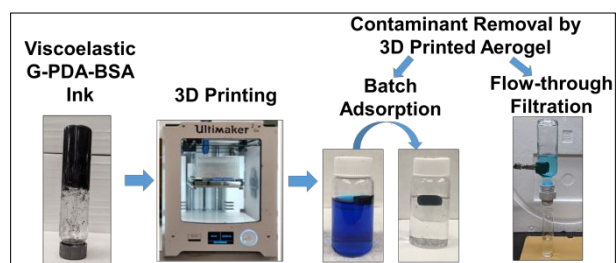 Viscoelastic
G-PDA-BSA
Ink
3D Printing
Ultimaker
Contaminant Removal by
3D Printed Aerogel
Batch
Adsorption
Flow-through
Filtration